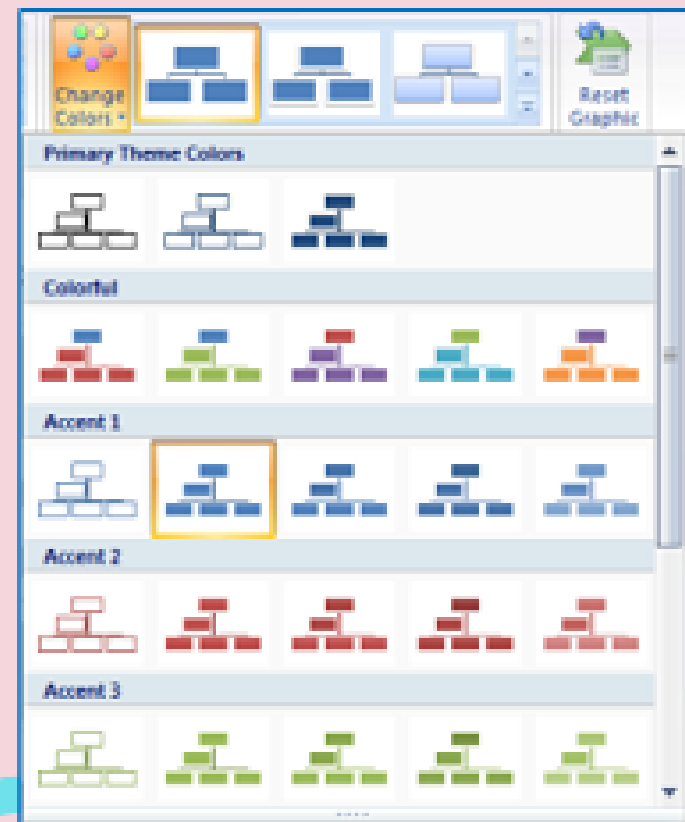 Change
Colors
Reset
Graphic
Primary Theme Colors
Colorful
Accent 1
Accent 2
Accent 3